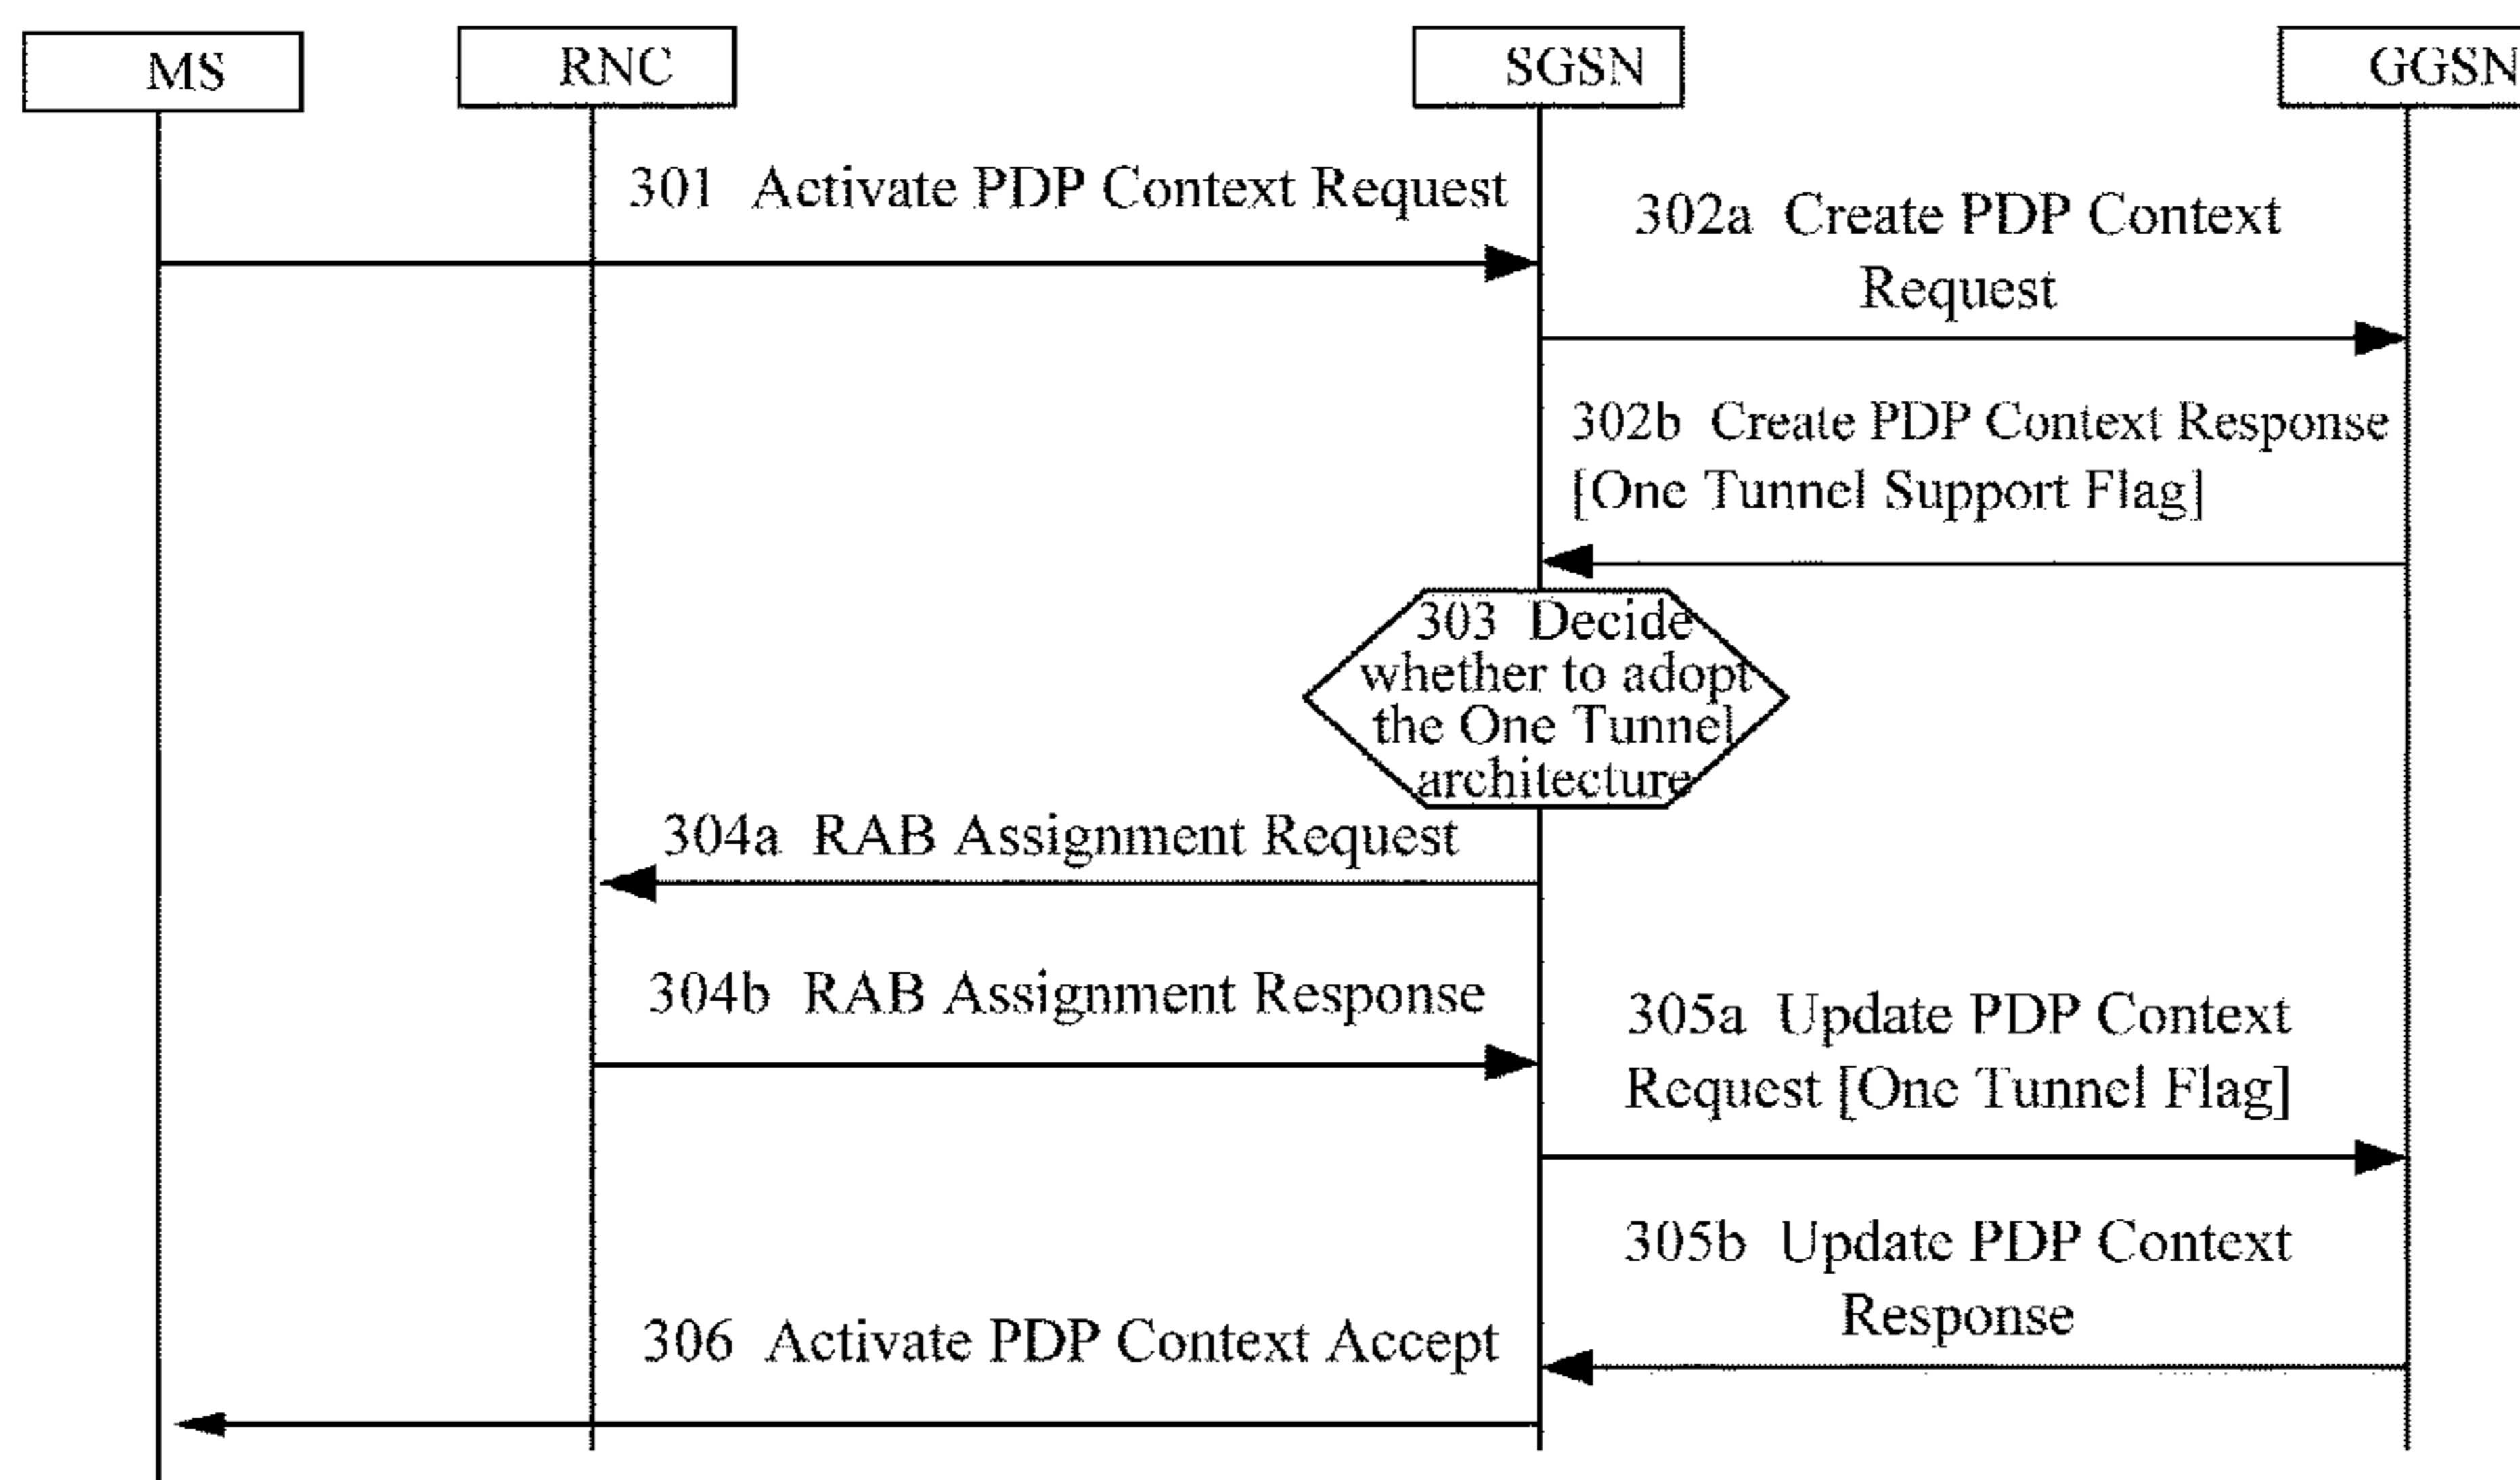 MS
RNC
SGSN
GGSN
301 Activate PDP Context Request
302a Create PDP Context
Request
302b Create PDP Context Response
[One Tunnel Support Flag]
303 Decide
whether to adopt
the One Tunnel
architecture
304a RAB Assignment Request
304b RAB Assignment Response
305a Update PDP Context
Request [One Tunnel Flag]
305b Update PDP Context
Response
306 Activate PDP Context Accept